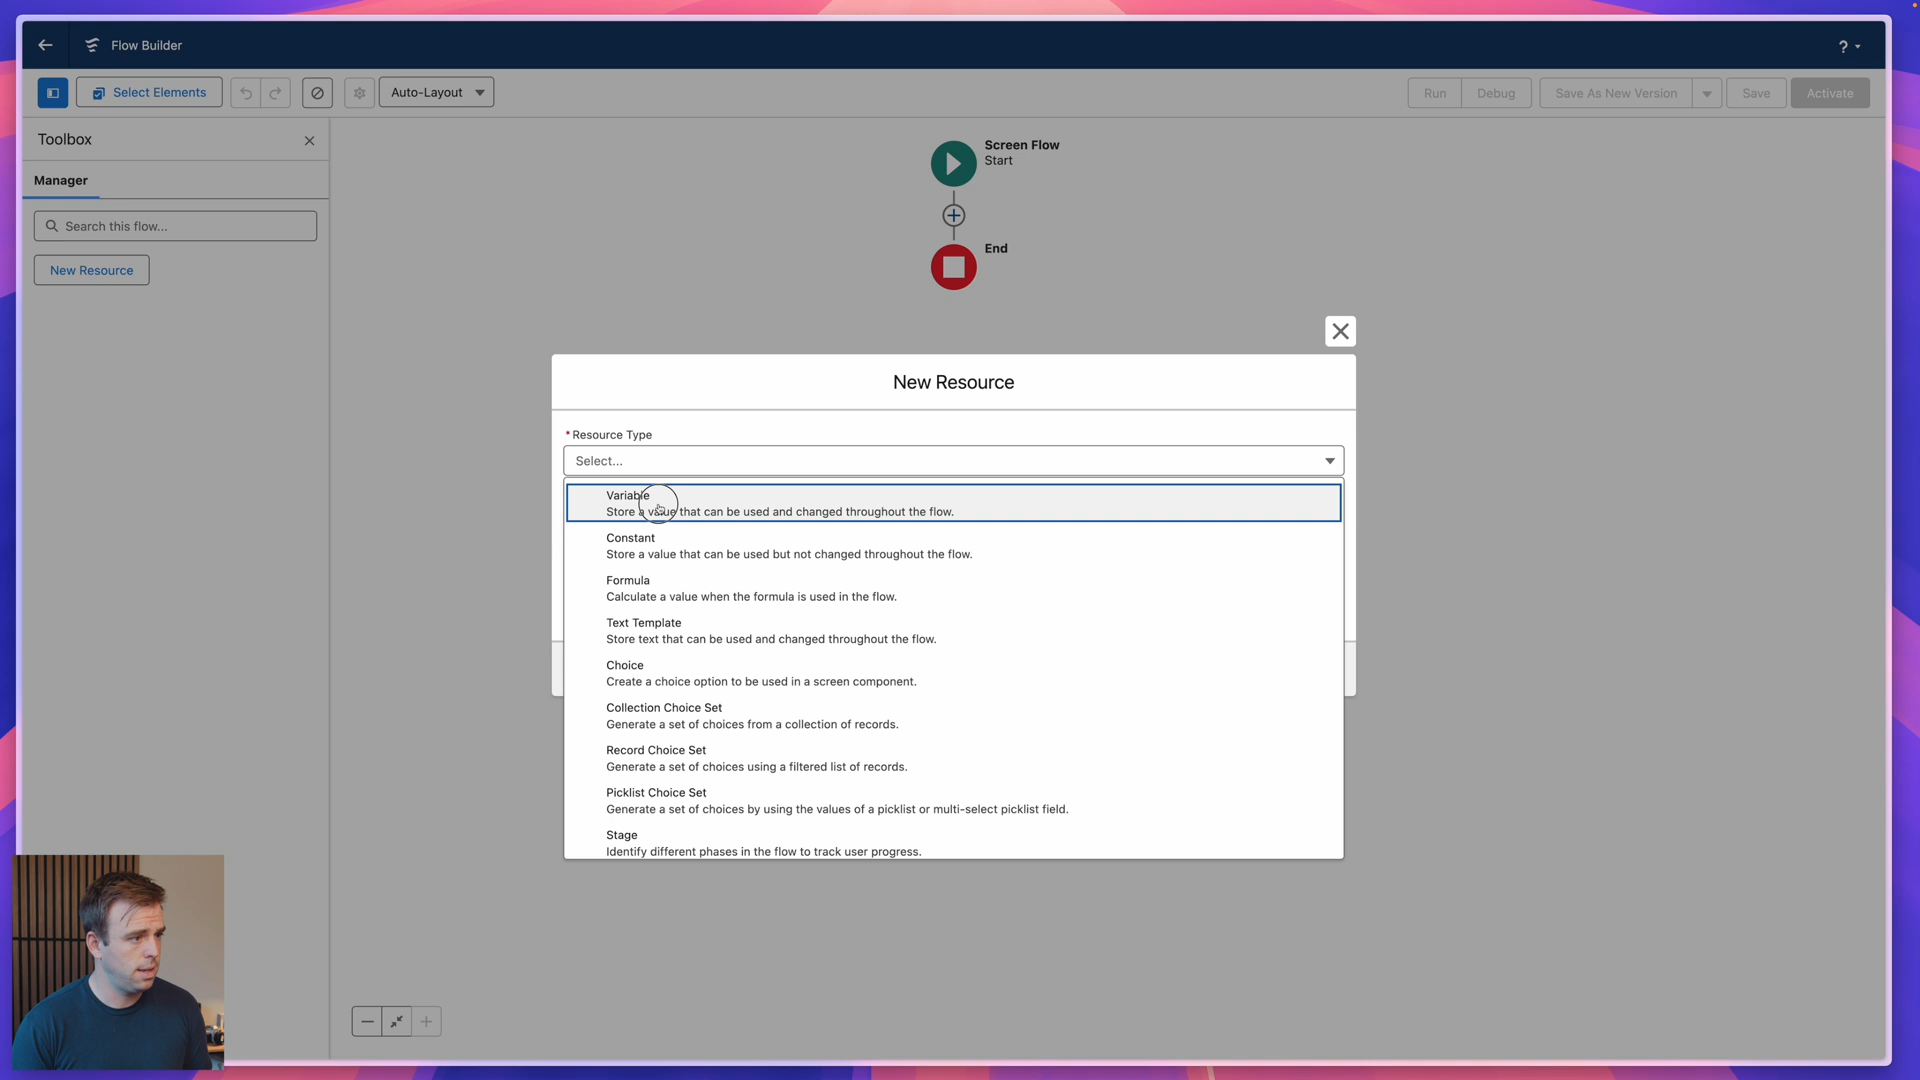 Flow Builder
?
Select Elements
Auto-Layout
Run
Debug
Save As New Version
Save
Activate
Toolbox
Manager
Search this flow...
New Resource
Screen Flow
Start
End
New Resource
* Resource Type
Select...
Variable
Store a value that can be used and changed throughout the flow.
Constant
Store a value that can be used but not changed throughout the flow.
Formula
Calculate a value when the formula is used in the flow.
Text Template
Store text that can be used and changed throughout the flow.
Choice
Create a choice option to be used in a screen component.
Collection Choice Set
Generate a set of choices from a collection of records.
Record Choice Set
Generate a set of choices using a filtered list of records.
Picklist Choice Set
Generate a set of choices by using the values of a picklist or multi-select picklist field.
Stage
Identify different phases in the flow to track user progress.